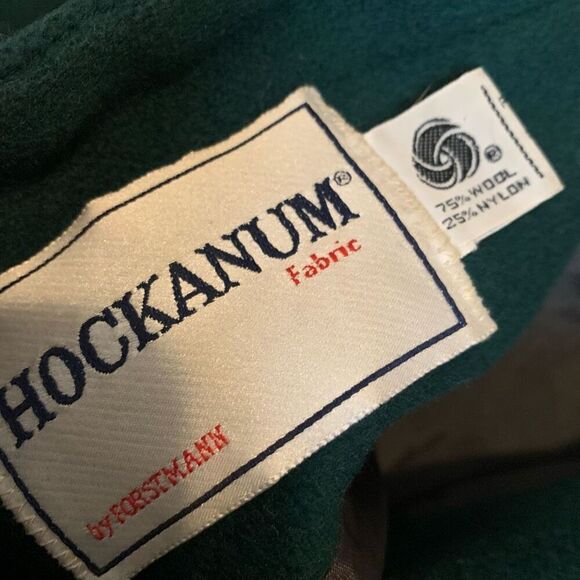 HOCKANUM®
Fabric
by FORSTMANN
®
75% WOOL
25% NYLON